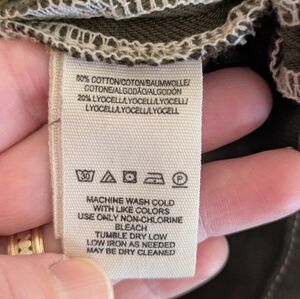 80% COTTON/COTON/BAUMWOLLE/
COTONE/ALGODÃO/ALGODÓN
20% LYOCELL/LYOCELL/LYOCELL/
LYOCELL/LYOCELL/LYOCELL
30
P
MACHINE WASH COLD
WITH LIKE COLORS
USE ONLY NON-CHLORINE
BLEACH
TUMBLE DRY LOW
LOW IRON AS NEEDED
MAY BE DRY CLEANED